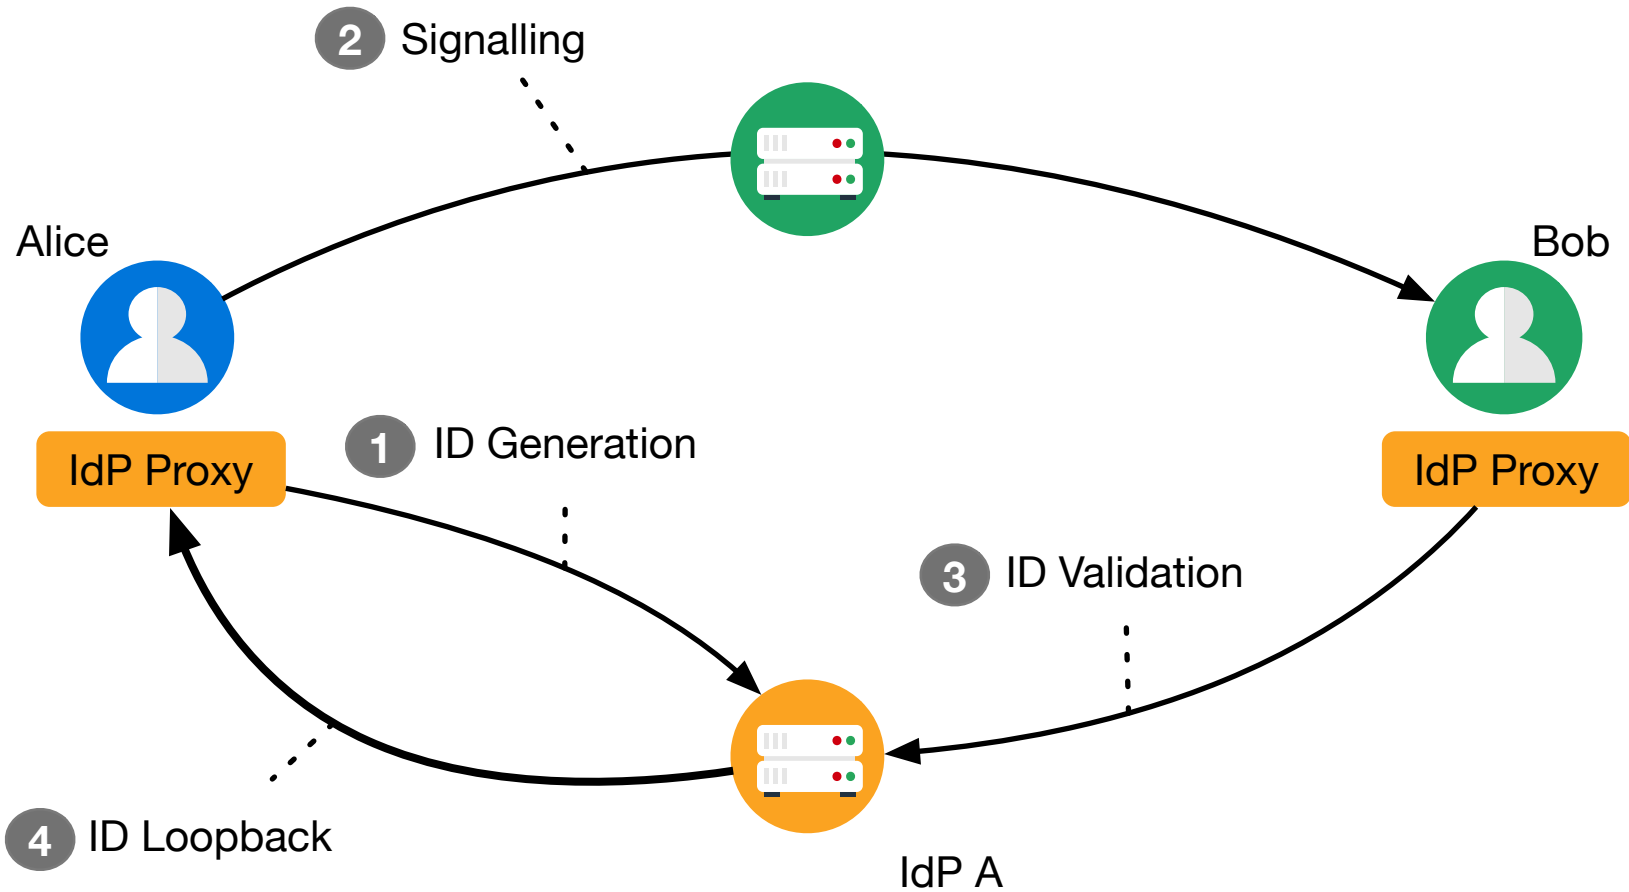 2 Signalling
Alice
Bob
1 ID Generation
IdP Proxy
IdP Proxy
3 ID Validation
4 ID Loopback
IdP A